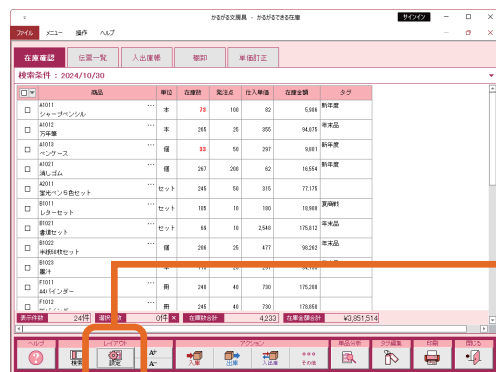 かるがる文房具 - かるがるできる在庫
サインイン
ファイル メニュー 操作 ヘルプ
在庫確認 伝票一覧 入出庫帳 棚卸 単価訂正
検索条件：2024/10/30
商品 単位 在庫数 発注点 仕入単価 在庫金額 タグ
A1011 … 新年度
シャープペンシル 本 73 100 82 5,986
A1012 … 年末品
万年筆 本 265 25 355 94,075
A1013 … 新年度
ペンケース 個 33 50 297 9,801
A1021 … 新年度
消しゴム 個 267 200 62 16,554
A2011 …
蛍光ペン5色セット セット 245 50 315 77,175
B1011 …
レターセット セット 105 10 180 18,900
B1021 … 年末品
書道セット セット 69 10 2,548 175,812
B1022 … 年末品
半紙50枚セット 個 206 25 477 98,262
B1023 … 年末品
墨汁
F1011 …
A4バインダー 冊 240 40 730 175,200
F1012 …
冊 245 40 730 178,850
表示件数 241件 選択 数 0件 × 在庫数合計 4,233 在庫金額合計 ¥3,851,514
ヘルプ レイアウト アクション 単品分析 タグ編集 印刷 閉じる
検索 設定 A+ A- 入庫 出庫 入出庫 その他